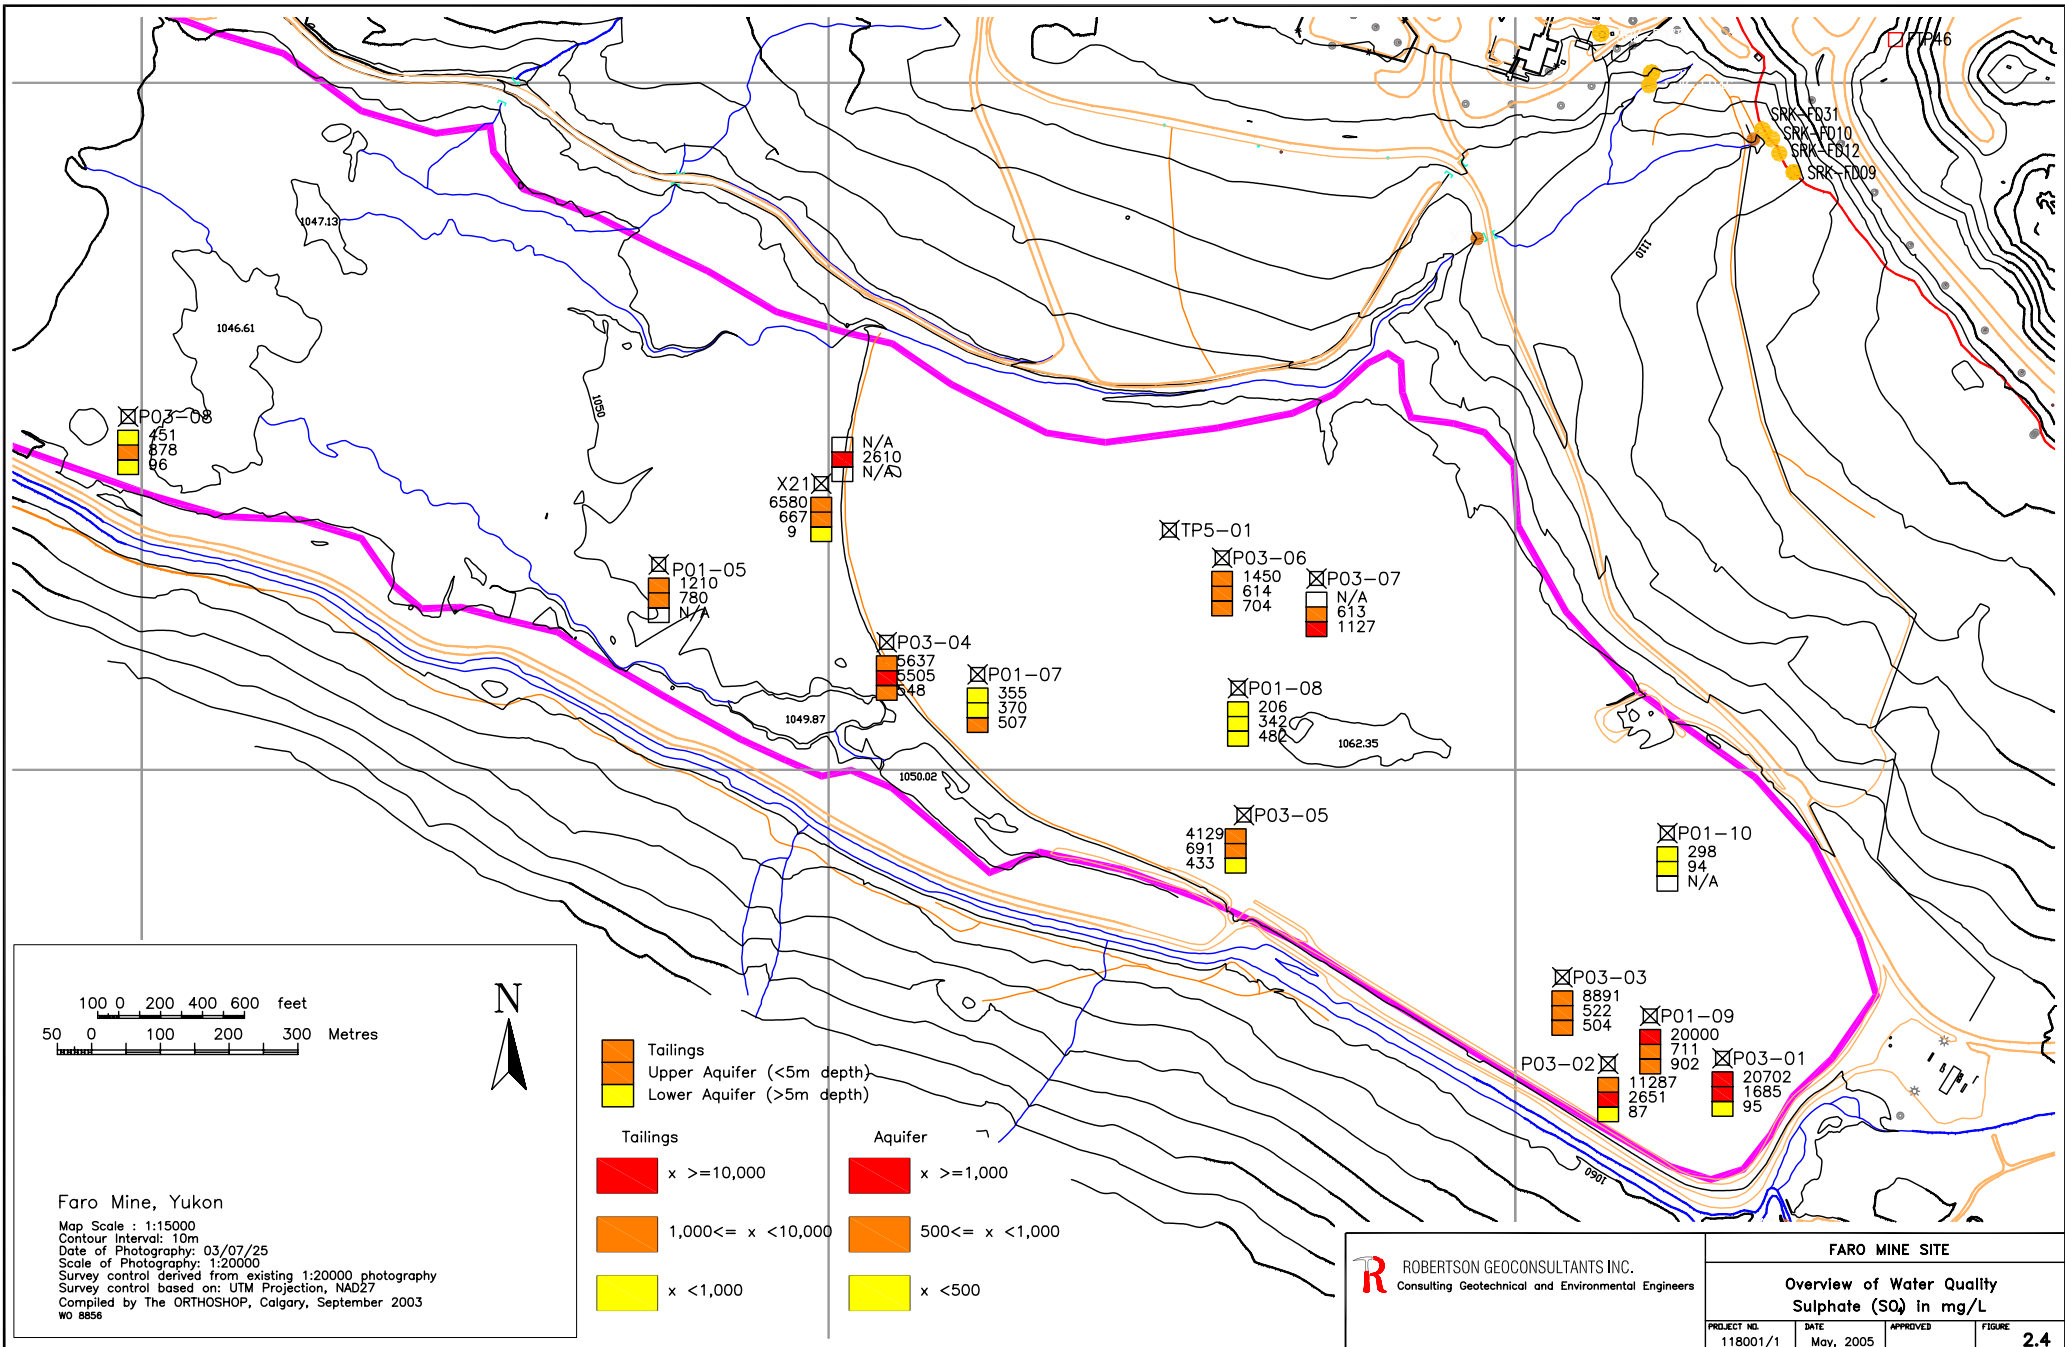 FTP46
SRK-FD31
SRK-FD10
SRK-FD12
SRK-FD09
1047.13
1110
1046.61
1050
P03-08
451
878
96
N/A
2610
N/A
X21
6580
667
9
TP5-01
P01-05
1210
780
N/A
P03-06
1450
614
704
P03-07
N/A
613
1127
P03-04
5637
5505
548
P01-07
355
370
507
P01-08
206
342
482
1049.87
1062.35
1050.02
P03-05
4129
691
433
P01-10
298
94
N/A
P03-03
8891
522
504
P01-09
20000
711
902
P03-02
11287
2651
87
P03-01
20702
1685
95
1060
100 0 200 400 600 feet
50 0 100 200 300 Metres
N
Faro Mine, Yukon
Map Scale : 1:15000
Contour Interval: 10m
Date of Photography: 03/07/25
Scale of Photography: 1:20000
Survey control derived from existing 1:20000 photography
Survey control based on: UTM Projection, NAD27
Compiled by The ORTHOSHOP, Calgary, September 2003
WO 8856
Tailings
Upper Aquifer (<5m depth)
Lower Aquifer (>5m depth)
Tailings
x >=10,000
1,000<= x <10,000
x <1,000
Aquifer
x >=1,000
500<= x <1,000
x <500
R
ROBERTSON GEOCONSULTANTS INC.
Consulting Geotechnical and Environmental Engineers
FARO MINE SITE
Overview of Water Quality
Sulphate (SO4) in mg/L
PROJECT NO.
118001/1
DATE
May, 2005
APPROVED
FIGURE
2.4